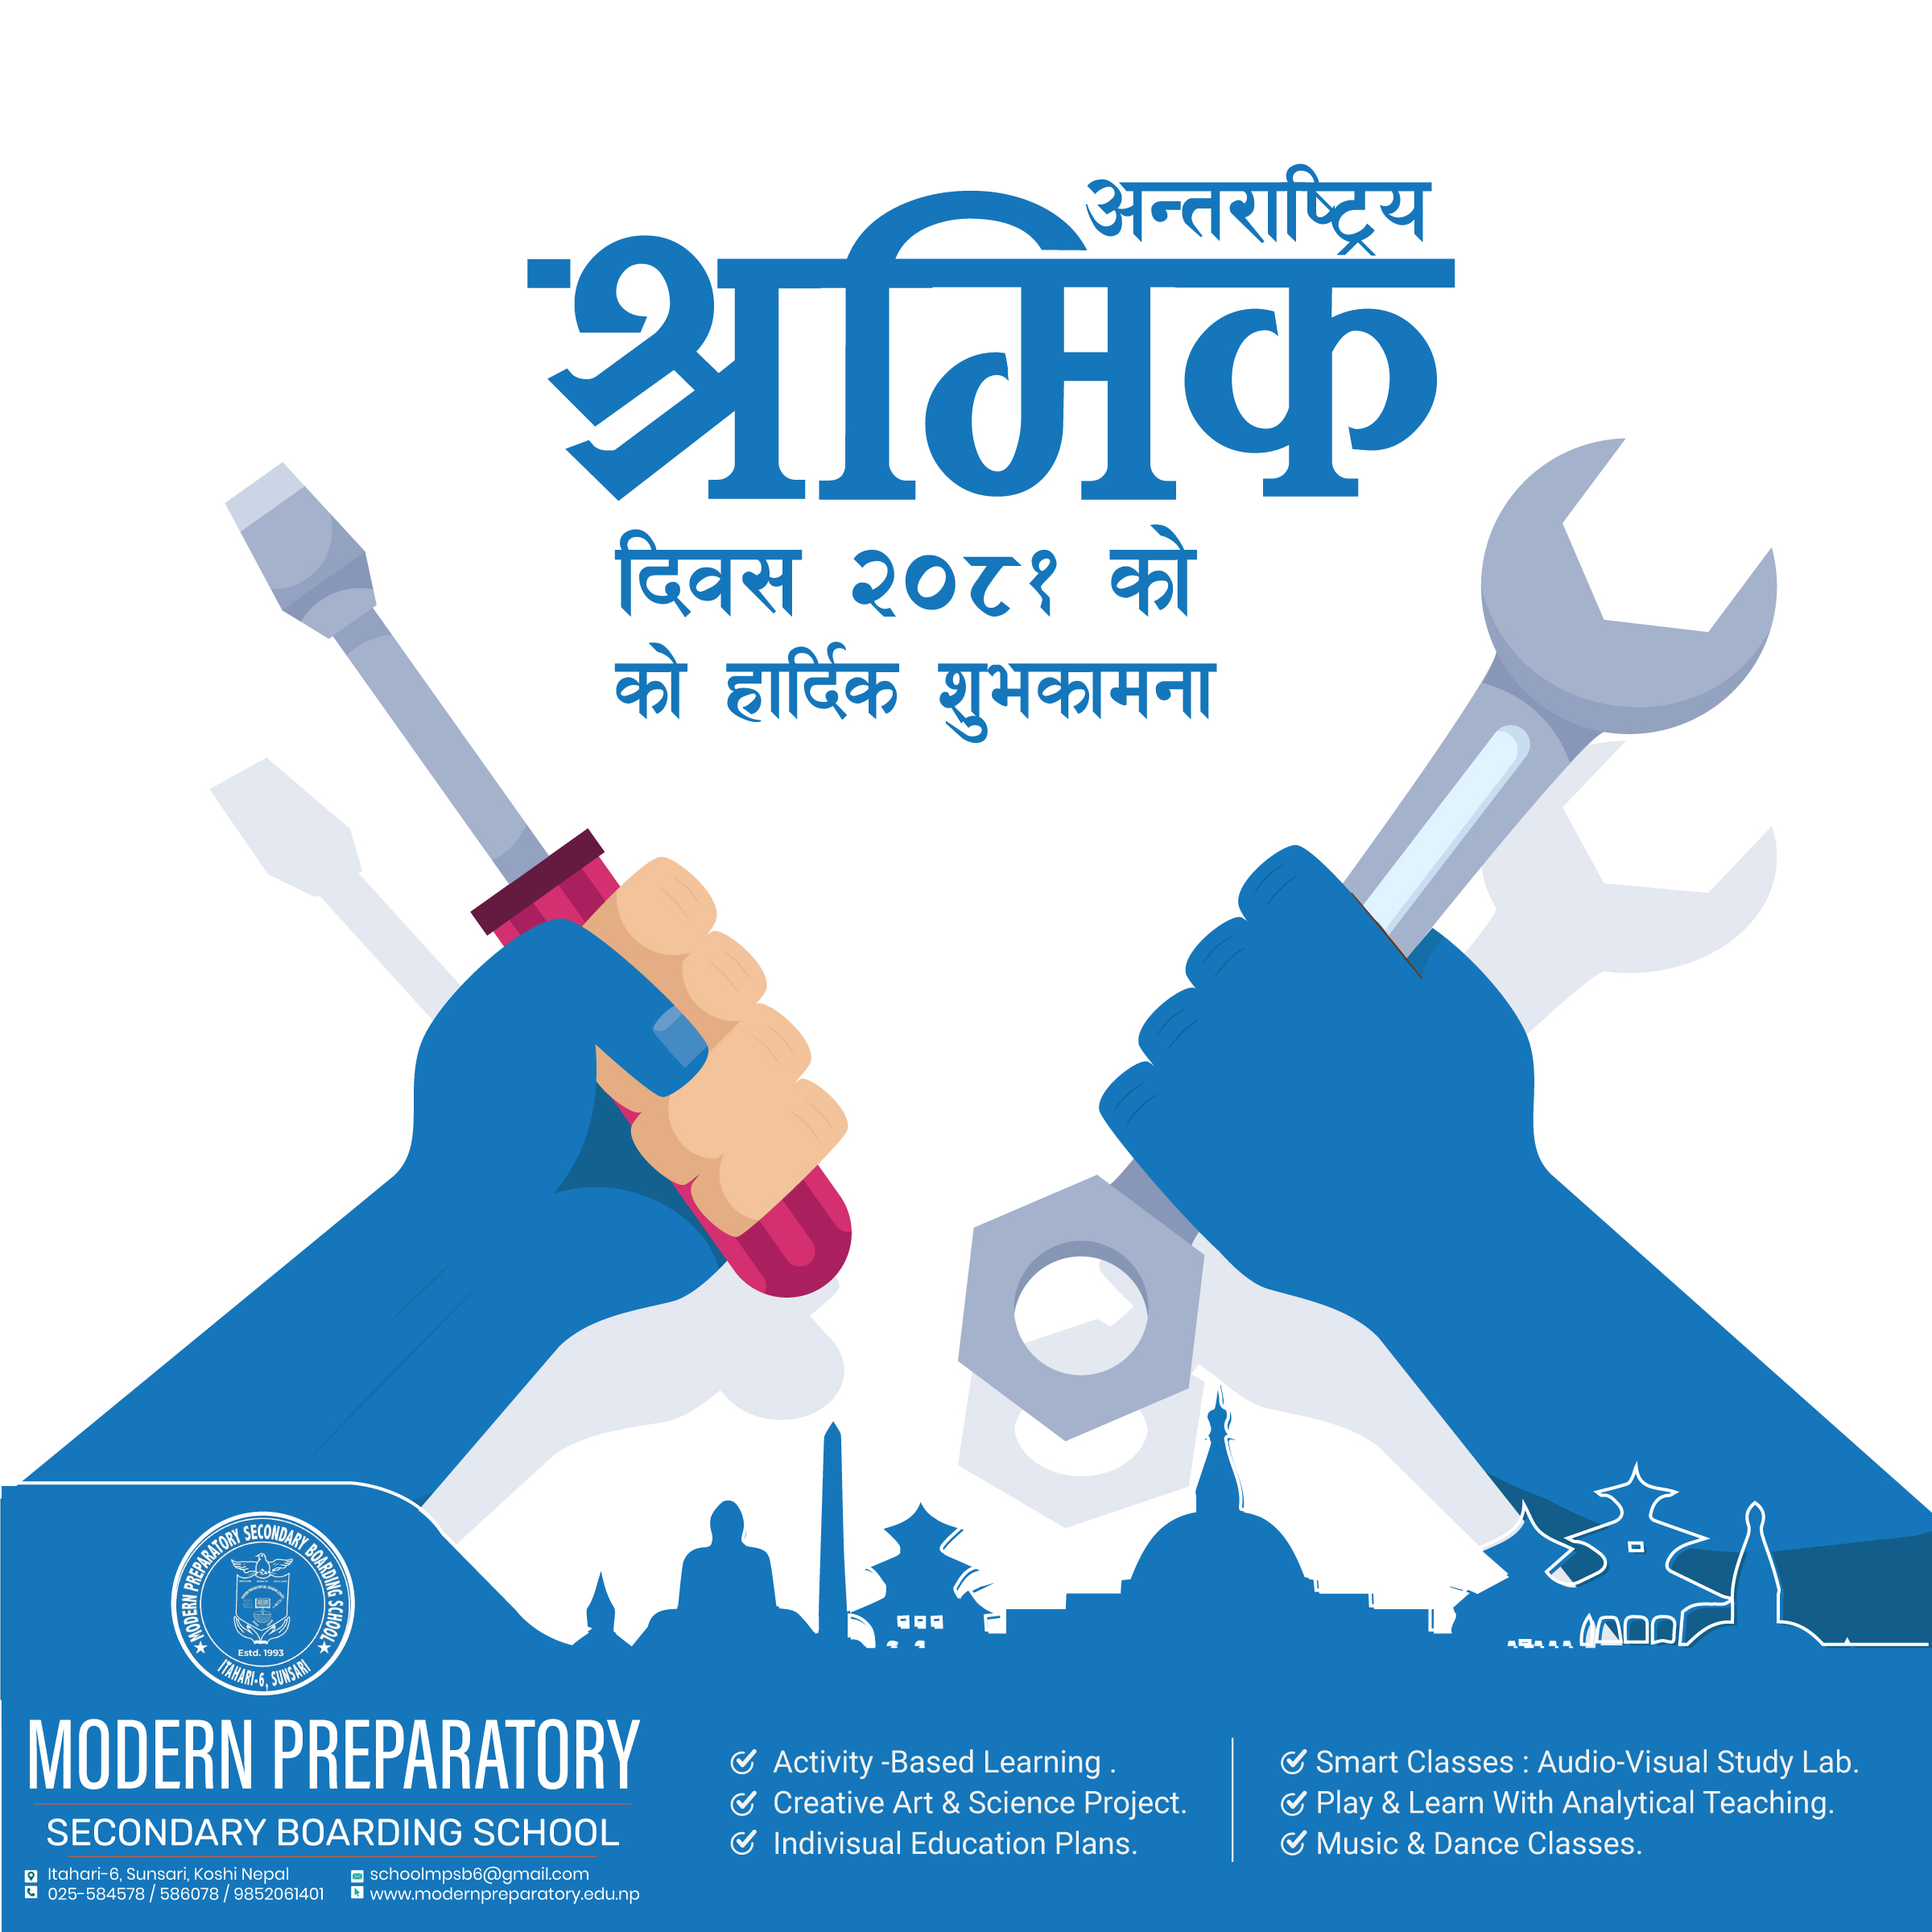 अन्तराष्ट्रिय
श्रमिक
दिवस २०८१ को
को हार्दिक शुभकामना
MODERN PREPARATORY SECONDARY BOARDING SCHOOL
Estd. 1993
ITAHARI-6, SUNSARI
MODERN PREPARATORY
SECONDARY BOARDING SCHOOL
Itahari-6, Sunsari, Koshi Nepal
025-584578 / 586078 / 9852061401
schoolmpsb6@gmail.com
www.modernpreparatory.edu.np
Activity -Based Learning .
Creative Art & Science Project.
Indivisual Education Plans.
Smart Classes : Audio-Visual Study Lab.
Play & Learn With Analytical Teaching.
Music & Dance Classes.